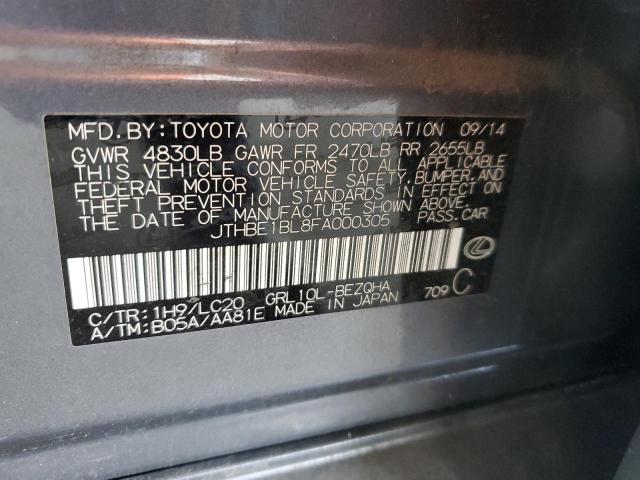 MFD. BY: TOYOTA MOTOR CORPORATION 09/14
GVWR 4830LB GAWR FR 2470LB RR 2655LB
THIS VEHICLE CONFORMS TO ALL APPLICABLE
FEDERAL MOTOR VEHICLE SAFETY, BUMPER, AND
THEFT PREVENTION STANDARDS IN EFFECT ON
THE DATE OF MANUFACTURE SHOWN ABOVE.
JTHBE1BL8FA000305 PASS. CAR
C/TR: 1H9/LC20 GRL10L-BEZQHA 709 C
A/TM: B05A/AA81E MADE IN JAPAN